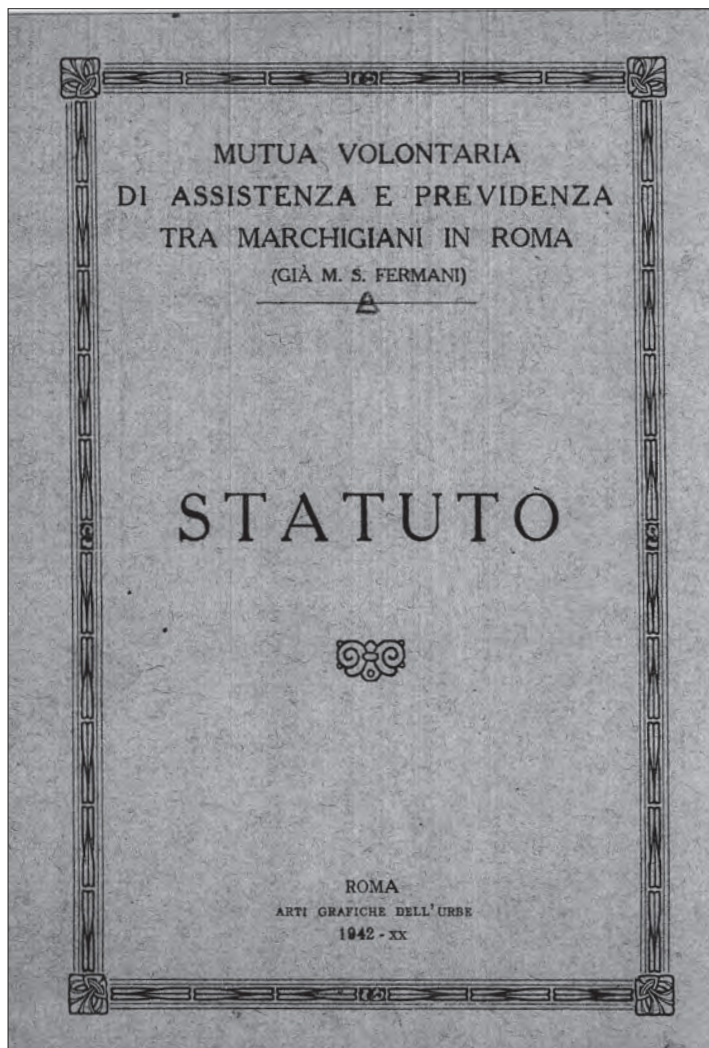 MUTUA VOLONTARIA
DI ASSISTENZA E PREVIDENZA
TRA MARCHIGIANI IN ROMA
(GIÀ M. S. FERMANI)
STATUTO
ROMA
ARTI GRAFICHE DELL'URBE
1942 - XX